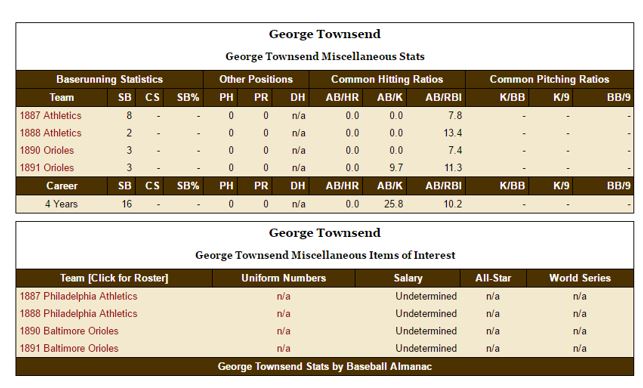 George Townsend
George Townsend Miscellaneous Stats
Baserunning Statistics Other Positions Common Hitting Ratios Common Pitching Ratios
Team SB CS SB% PH PR DH AB/HR AB/K AB/RBI K/BB K/9 BB/9
1887 Athletics 8 - - 0 0 n/a 0.0 0.0 7.8 - - -
1888 Athletics 2 - - 0 0 n/a 0.0 0.0 13.4 - - -
1890 Orioles 3 - - 0 0 n/a 0.0 0.0 7.4 - - -
1891 Orioles 3 - - 0 0 n/a 0.0 9.7 11.3 - - -
Career SB CS SB% PH PR DH AB/HR AB/K AB/RBI K/BB K/9 BB/9
4 Years 16 - - 0 0 n/a 0.0 25.8 10.2 - - -
George Townsend
George Townsend Miscellaneous Items of Interest
Team [Click for Roster] Uniform Numbers Salary All-Star World Series
1887 Philadelphia Athletics n/a Undetermined n/a n/a
1888 Philadelphia Athletics n/a Undetermined n/a n/a
1890 Baltimore Orioles n/a Undetermined n/a n/a
1891 Baltimore Orioles n/a Undetermined n/a n/a
George Townsend Stats by Baseball Almanac